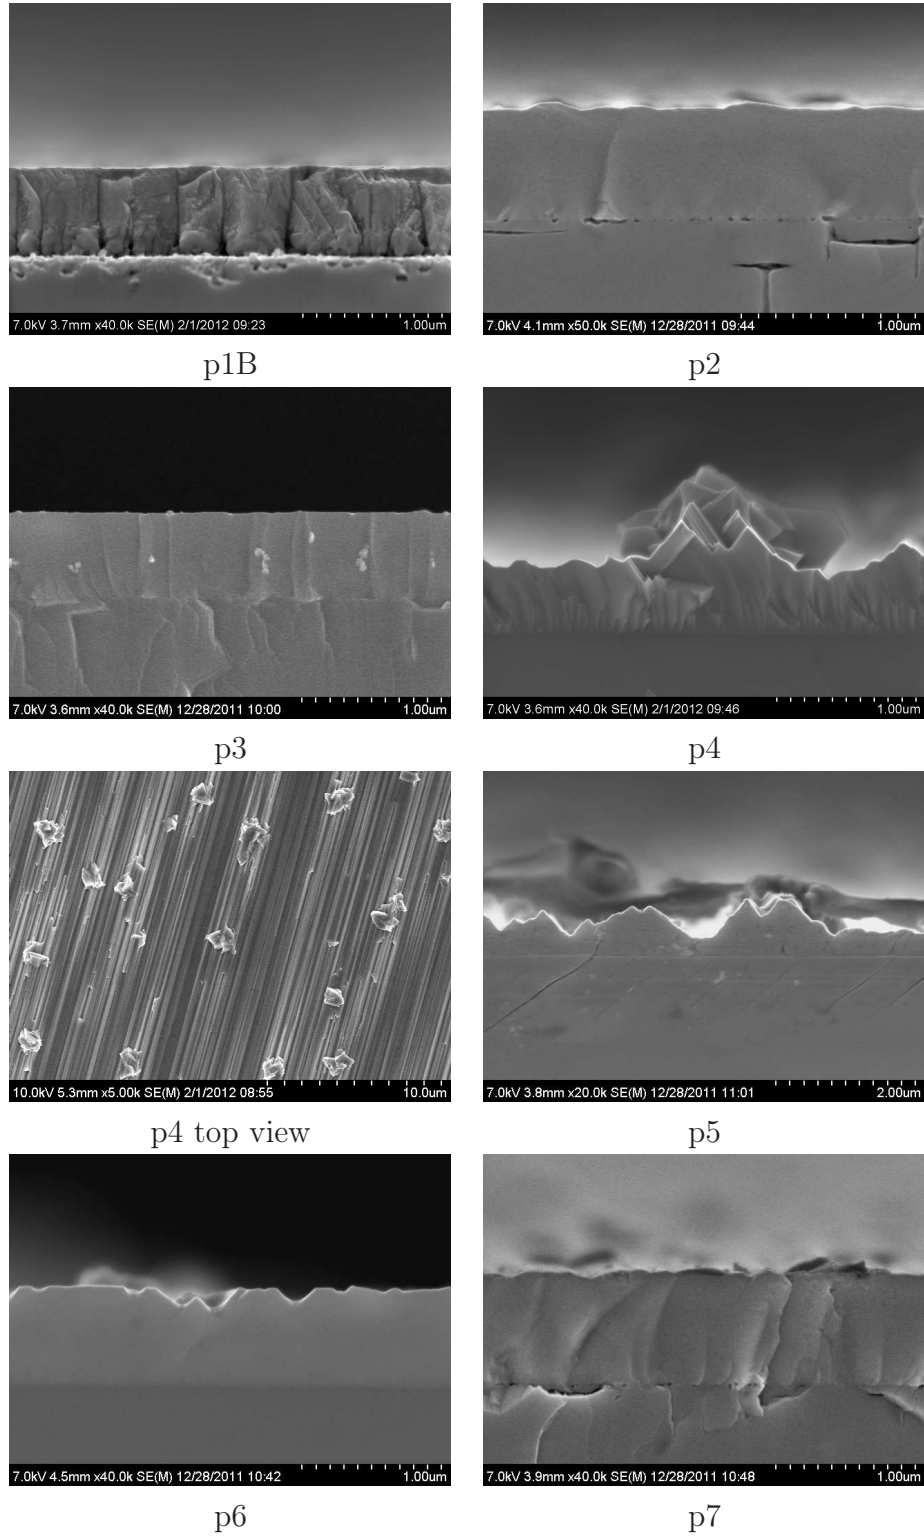 7.0kV 3.7mm x40.0k SE(M) 2/1/2012 09:23 1.00um
7.0kV 4.1mm x50.0k SE(M) 12/28/2011 09:44 1.00um
p1B
p2
7.0kV 3.6mm x40.0k SE(M) 12/28/2011 10:00 1.00um
7.0kV 3.6mm x40.0k SE(M) 2/1/2012 09:46 1.00um
p3
p4
10.0kV 5.3mm x5.00k SE(M) 2/1/2012 08:55 10.0um
7.0kV 3.8mm x20.0k SE(M) 12/28/2011 11:01 2.00um
p4 top view
p5
7.0kV 4.5mm x40.0k SE(M) 12/28/2011 10:42 1.00um
7.0kV 3.9mm x40.0k SE(M) 12/28/2011 10:48 1.00um
p6
p7